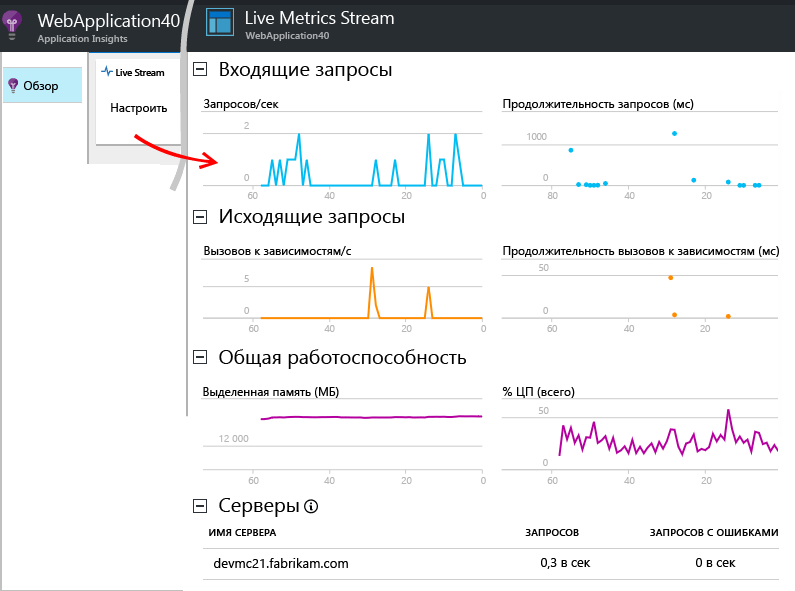 WebApplication40
Application Insights
Live Metrics Stream
WebApplication40
Обзор
Live Stream
Настроить
Входящие запросы
Запросов/сек
2
0
60 40 20 0
Продолжительность запросов (мс)
1000
0
80 40 20
Исходящие запросы
Вызовов к зависимостям/с
5
0
60 40 20 0
Продолжительность вызовов к зависимостям (мс)
50
0
60 40 20
Общая работоспособность
Выделенная память (МБ)
12 000
60 40 20 0
% ЦП (всего)
50
0
60 40 20
Серверы
ИМЯ СЕРВЕРА ЗАПРОСОВ ЗАПРОСОВ С ОШИБКАМИ
devmc21.fabrikam.com 0,3 в сек 0 в сек